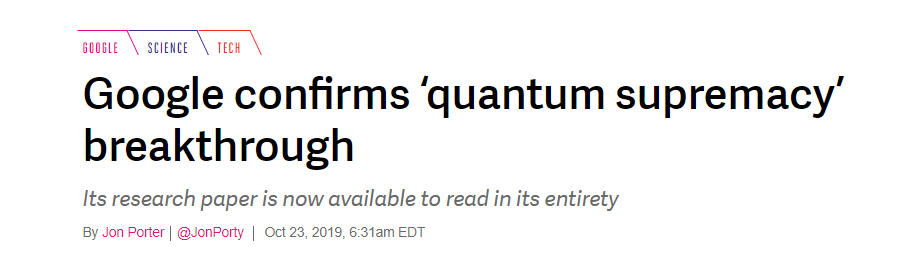 GOOGLE SCIENCE TECH
Google confirms ‘quantum supremacy’
breakthrough
Its research paper is now available to read in its entirety
By Jon Porter | @JonPorty | Oct 23, 2019, 6:31am EDT